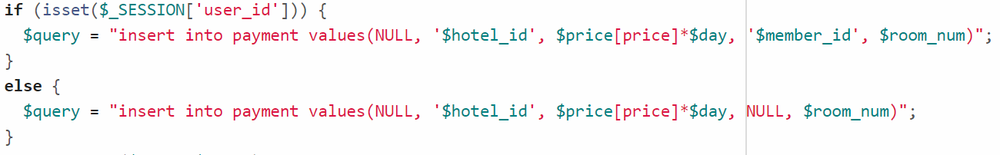 if (isset($_SESSION['user_id'])) {
$query = "insert into payment values(NULL, '$hotel_id', $price[price]*$day, '$member_id', $room_num)";
}
else {
$query = "insert into payment values(NULL, '$hotel_id', $price[price]*$day, NULL, $room_num)";
}